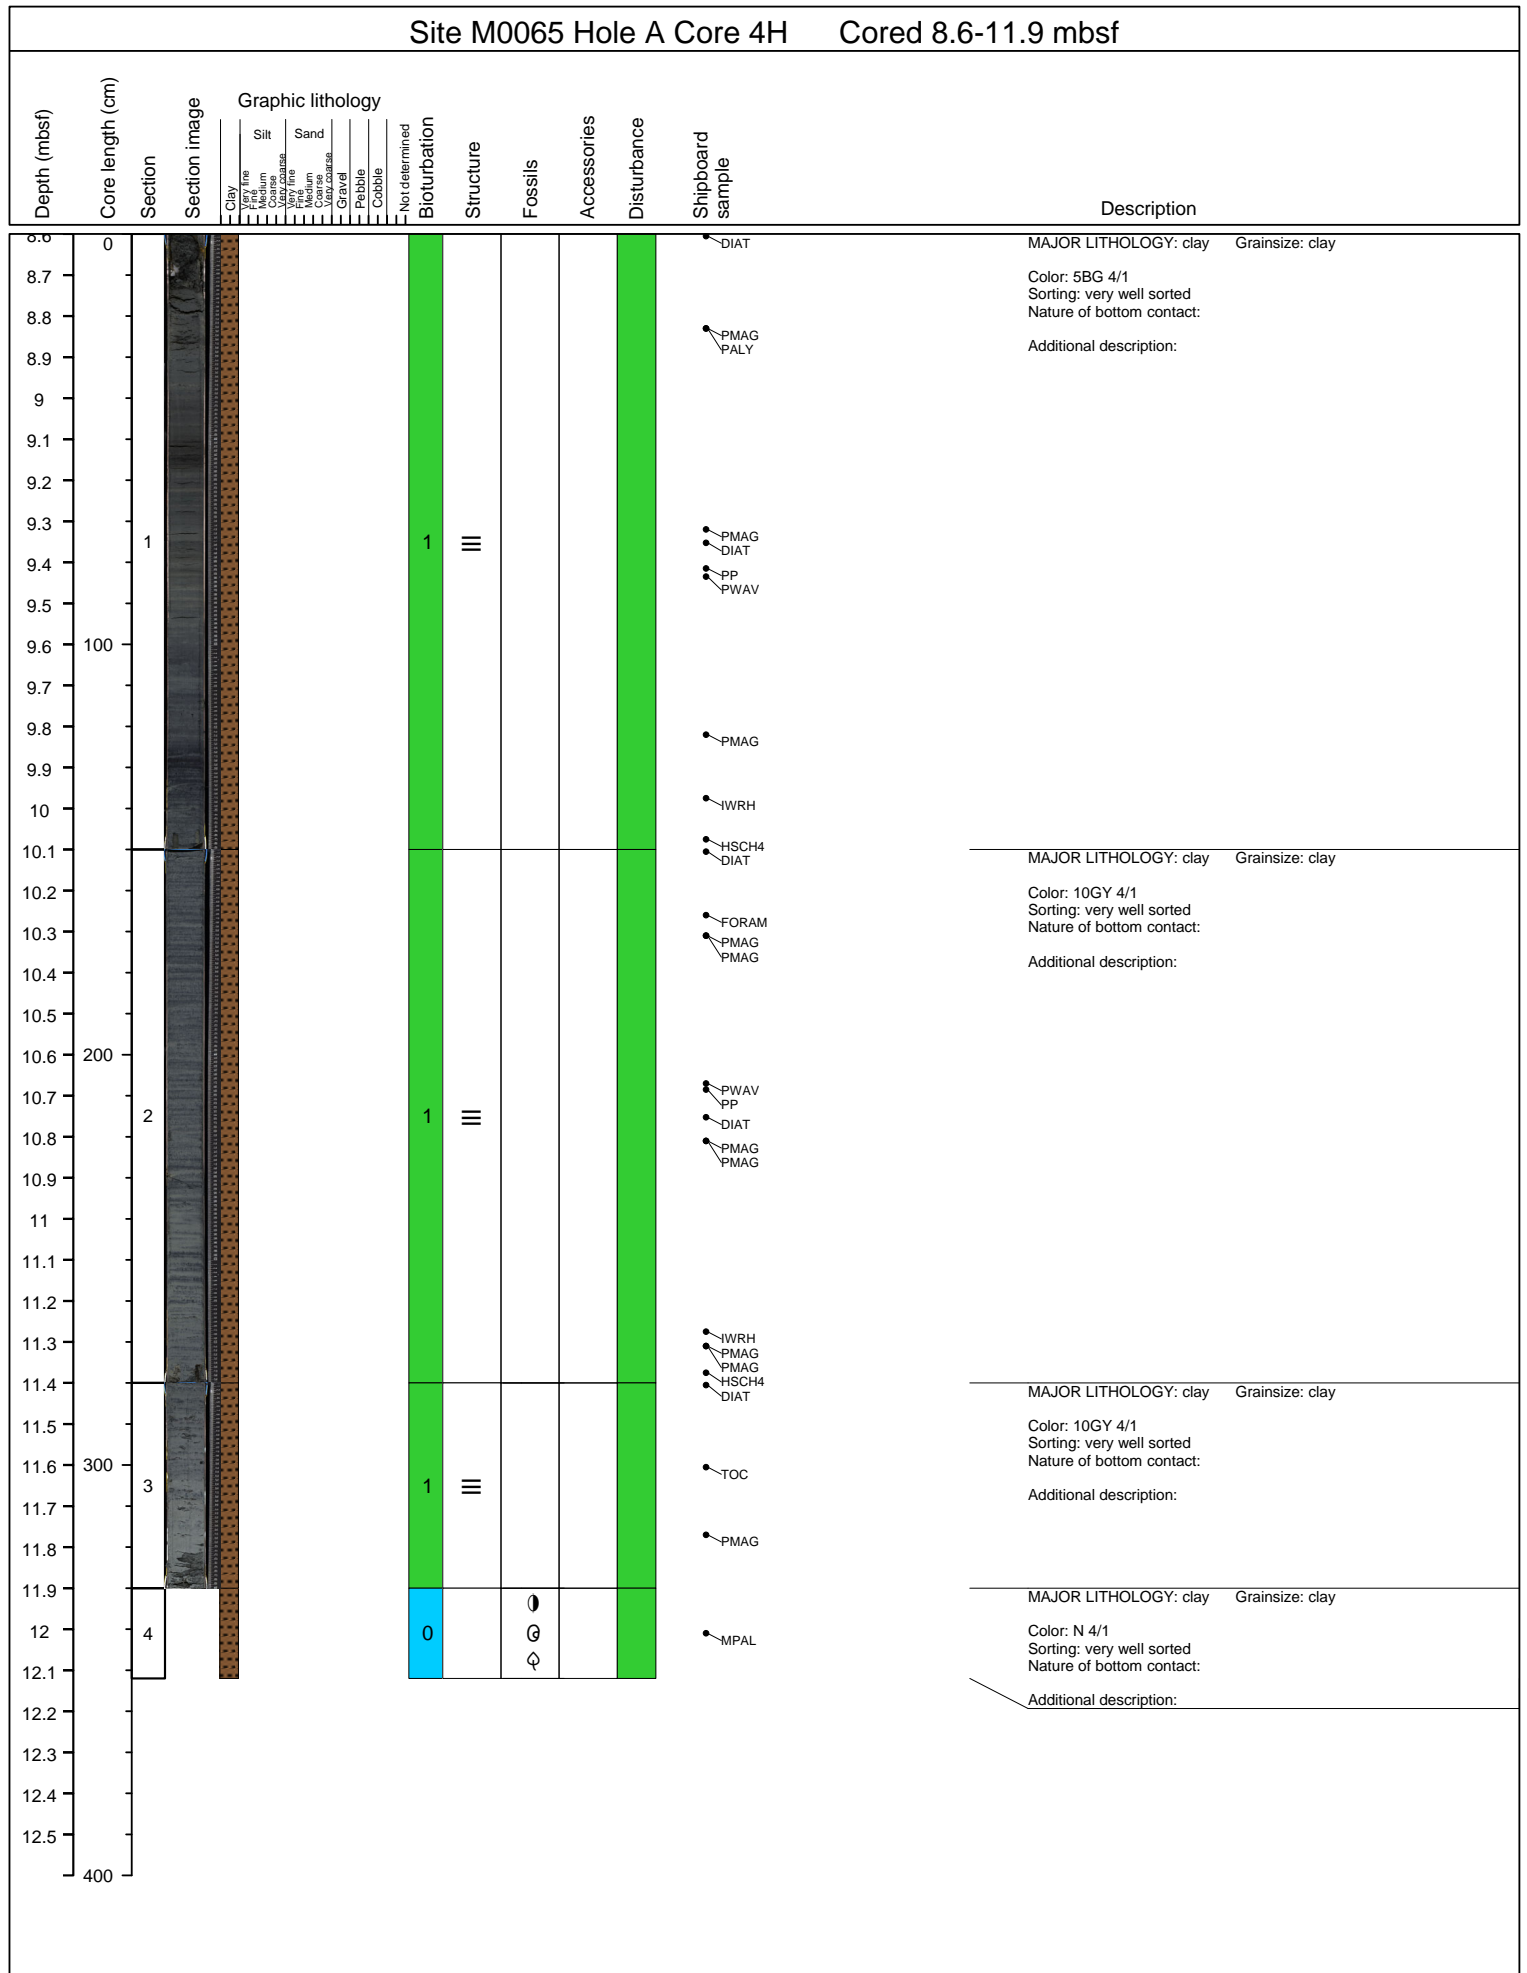 Site M0065 Hole A Core 4H Cored 8.6-11.9 mbsf
Depth (mbsf)
Core length (cm)
Section
Section image
Graphic lithology
Clay
Silt
Very fine
Fine
Medium
Coarse
Very coarse
Sand
Very fine
Fine
Medium
Coarse
Very coarse
Gravel
Pebble
Cobble
Not determined
Bioturbation
Structure
Fossils
Accessories
Disturbance
Shipboard
sample
Description
8.6 0
8.7
8.8
8.9
9
9.1
9.2
9.3
9.4
9.5
9.6 100
9.7
9.8
9.9
10
10.1
10.2
10.3
10.4
10.5
10.6 200
10.7
10.8
10.9
11
11.1
11.2
11.3
11.4
11.5
11.6 300
11.7
11.8
11.9
12
12.1
12.2
12.3
12.4
12.5
400
1
2
3
4
1
1
1
0
DIAT
PMAG
PALY
PMAG
DIAT
PP
PWAV
PMAG
IWRH
HSCH4
DIAT
FORAM
PMAG
PMAG
PWAV
PP
DIAT
PMAG
PMAG
IWRH
PMAG
PMAG
HSCH4
DIAT
TOC
PMAG
MPAL
MAJOR LITHOLOGY: clay Grainsize: clay
Color: 5BG 4/1
Sorting: very well sorted
Nature of bottom contact:
Additional description:
MAJOR LITHOLOGY: clay Grainsize: clay
Color: 10GY 4/1
Sorting: very well sorted
Nature of bottom contact:
Additional description:
MAJOR LITHOLOGY: clay Grainsize: clay
Color: 10GY 4/1
Sorting: very well sorted
Nature of bottom contact:
Additional description:
MAJOR LITHOLOGY: clay Grainsize: clay
Color: N 4/1
Sorting: very well sorted
Nature of bottom contact:
Additional description: